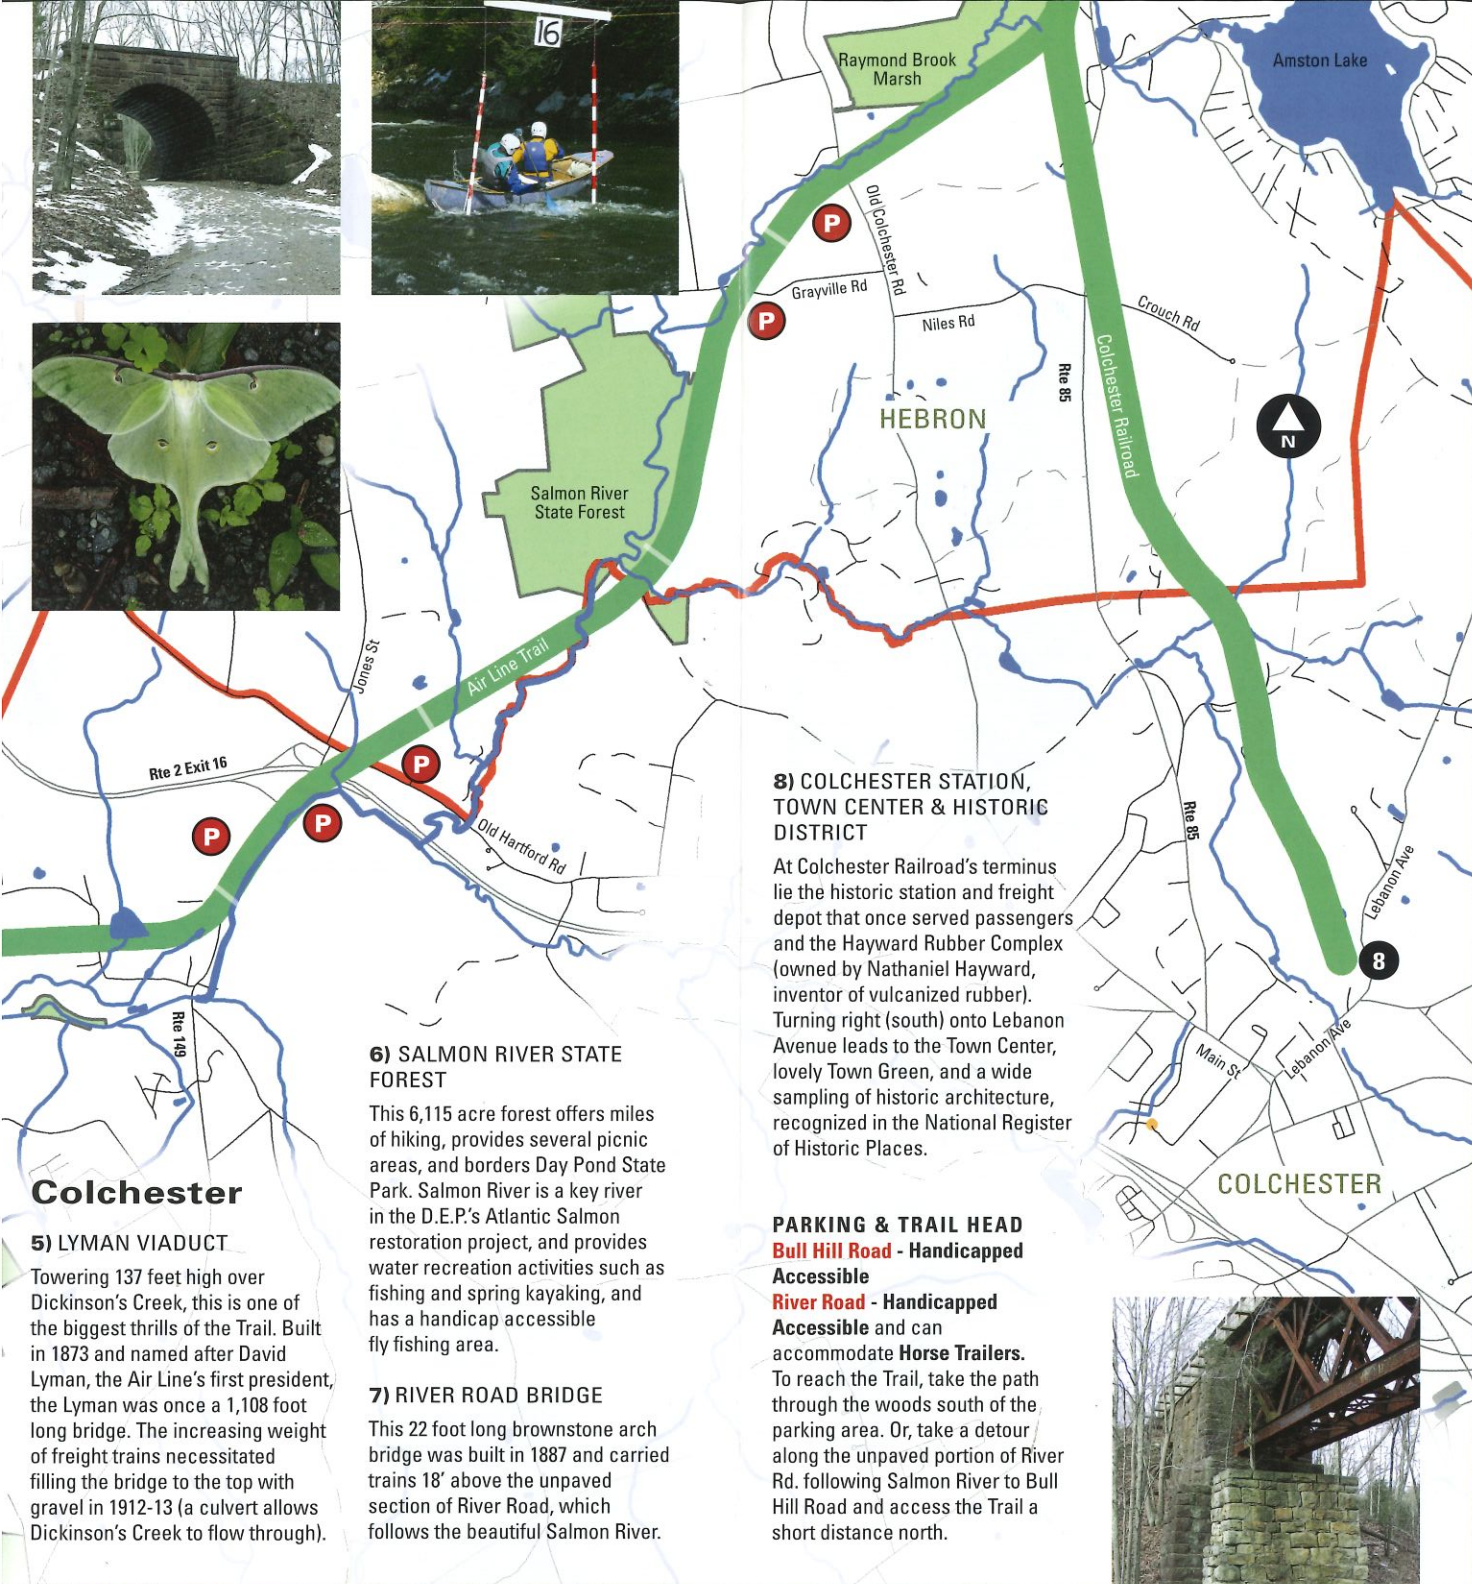 16
Raymond Brook
Marsh
Amston Lake
P
Old Colchester Rd
P
Grayville Rd
Niles Rd
Crouch Rd
Rte 85
Colchester Railroad
HEBRON
N
Salmon River
State Forest
Jones St
Air Line Trail
Rte 2 Exit 16
P
P
P
Old Hartford Rd
Rte 85
Lebanon Ave
8
Rte 149
Main St
Lebanon Ave
COLCHESTER
Colchester
5) LYMAN VIADUCT
Towering 137 feet high over
Dickinson's Creek, this is one of
the biggest thrills of the Trail. Built
in 1873 and named after David
Lyman, the Air Line's first president,
the Lyman was once a 1,108 foot
long bridge. The increasing weight
of freight trains necessitated
filling the bridge to the top with
gravel in 1912-13 (a culvert allows
Dickinson's Creek to flow through).
6) SALMON RIVER STATE
FOREST
This 6,115 acre forest offers miles
of hiking, provides several picnic
areas, and borders Day Pond State
Park. Salmon River is a key river
in the D.E.P.'s Atlantic Salmon
restoration project, and provides
water recreation activities such as
fishing and spring kayaking, and
has a handicap accessible
fly fishing area.
7) RIVER ROAD BRIDGE
This 22 foot long brownstone arch
bridge was built in 1887 and carried
trains 18' above the unpaved
section of River Road, which
follows the beautiful Salmon River.
8) COLCHESTER STATION,
TOWN CENTER & HISTORIC
DISTRICT
At Colchester Railroad's terminus
lie the historic station and freight
depot that once served passengers
and the Hayward Rubber Complex
(owned by Nathaniel Hayward,
inventor of vulcanized rubber).
Turning right (south) onto Lebanon
Avenue leads to the Town Center,
lovely Town Green, and a wide
sampling of historic architecture,
recognized in the National Register
of Historic Places.
PARKING & TRAIL HEAD
Bull Hill Road - Handicapped
Accessible
River Road - Handicapped
Accessible and can
accommodate Horse Trailers.
To reach the Trail, take the path
through the woods south of the
parking area. Or, take a detour
along the unpaved portion of River
Rd. following Salmon River to Bull
Hill Road and access the Trail a
short distance north.